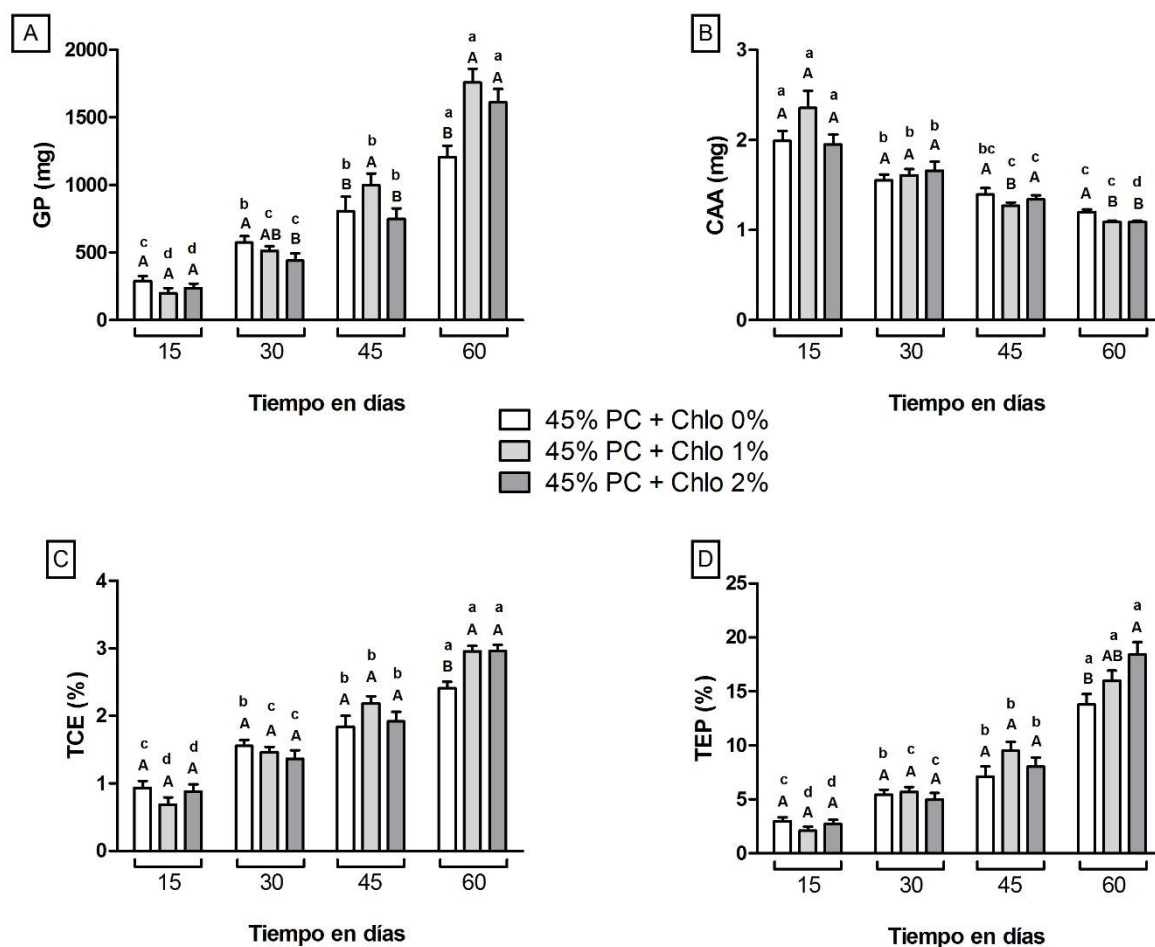 A
GP (mg)
2000
1500
1000
500
0
c d d
A A A
b c c
A AB B
b b b
B A B
a a a
B A A
15 30 45 60
Tiempo en días
B
CAA (mg)
3
2
1
0
a a a
A A A
b b b
A A A
bc c c
A B A
c c d
A B B
15 30 45 60
Tiempo en días
45% PC + Chlo 0%
45% PC + Chlo 1%
45% PC + Chlo 2%
C
TCE (%)
4
3
2
1
0
c d d
A A A
b c c
A A A
b b b
A A A
a a a
B A A
15 30 45 60
Tiempo en días
D
TEP (%)
25
20
15
10
5
0
c d d
A A A
b c c
A A A
b b b
A A A
a a a
B AB A
15 30 45 60
Tiempo en días